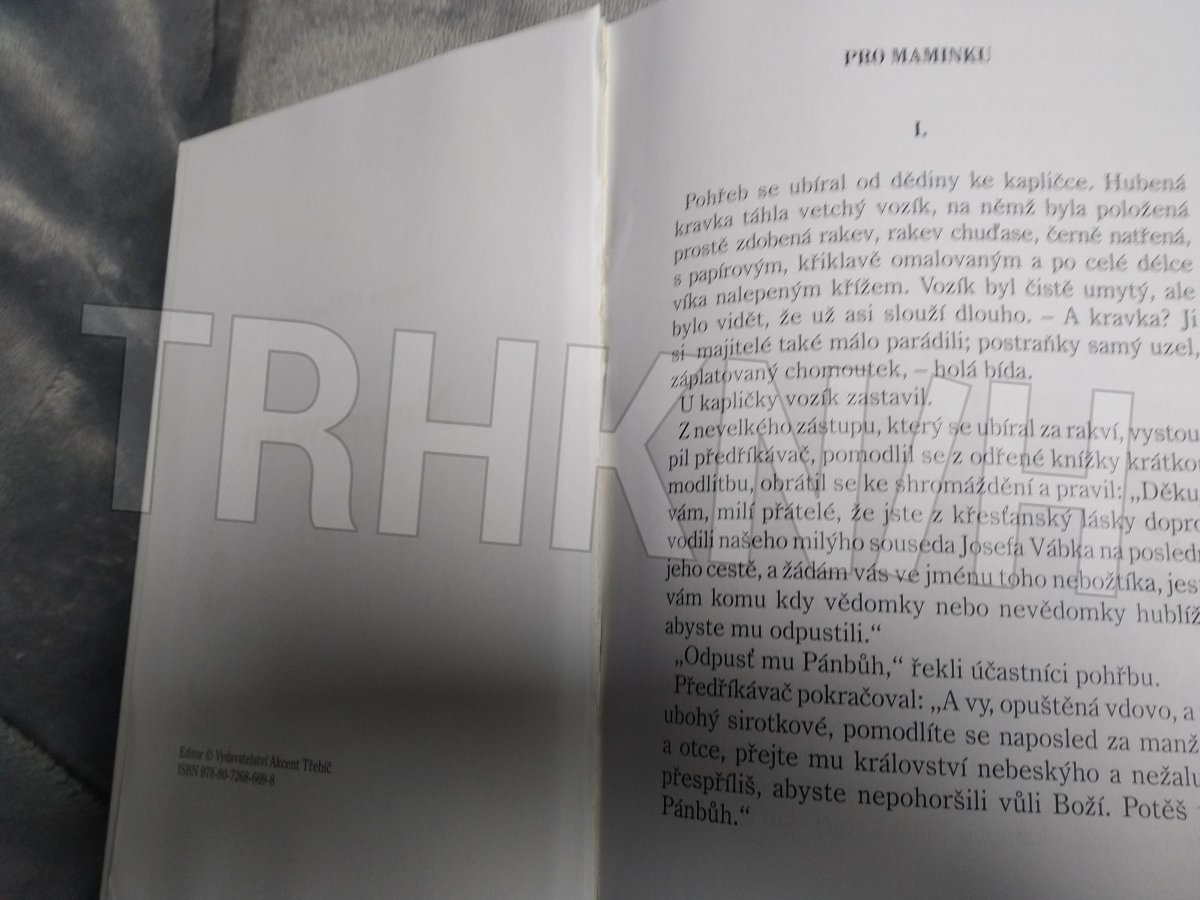 Editor © Vydavatelství Akcent Třebíč
ISBN 978-80-7268-669-8
PRO MAMINKU
I.
Pohřeb se ubíral od dědiny ke kapličce. Hubená
kravka táhla vetchý vozík, na němž byla položená
prostě zdobená rakev, rakev chuďase, černě natřená,
s papírovým, křiklavě omalovaným a po celé délce
víka nalepeným křížem. Vozík byl čistě umytý, ale
bylo vidět, že už asi slouží dlouho. – A kravka? Ji
si majitelé také málo parádili; postraňky samý uzel,
záplatovaný chomoutek, – holá bída.
U kapličky vozík zastavil.
Z nevelkého zástupu, který se ubíral za rakví, vystou
pil předříkávač, pomodlil se z odřené knížky krátkou
modlitbu, obrátil se ke shromáždění a pravil: „Děku
vám, milí přátelé, že jste z křesťanský lásky dopro
vodili našeho milýho souseda Josefa Vábka na posledn
jeho cestě, a žádám vás ve jménu toho nebožtíka, jes
vám komu kdy vědomky nebo nevědomky hublíž
abyste mu odpustili.“
„Odpusť mu Pánbůh,“ řekli účastníci pohřbu.
Předříkávač pokračoval: „A vy, opuštěná vdovo, a
ubohý sirotkové, pomodlíte se naposled za manž
a otce, přejte mu království nebeskýho a nežalu
přespříliš, abyste nepohoršili vůli Boží. Potěš
Pánbůh.“
TRHKNIH